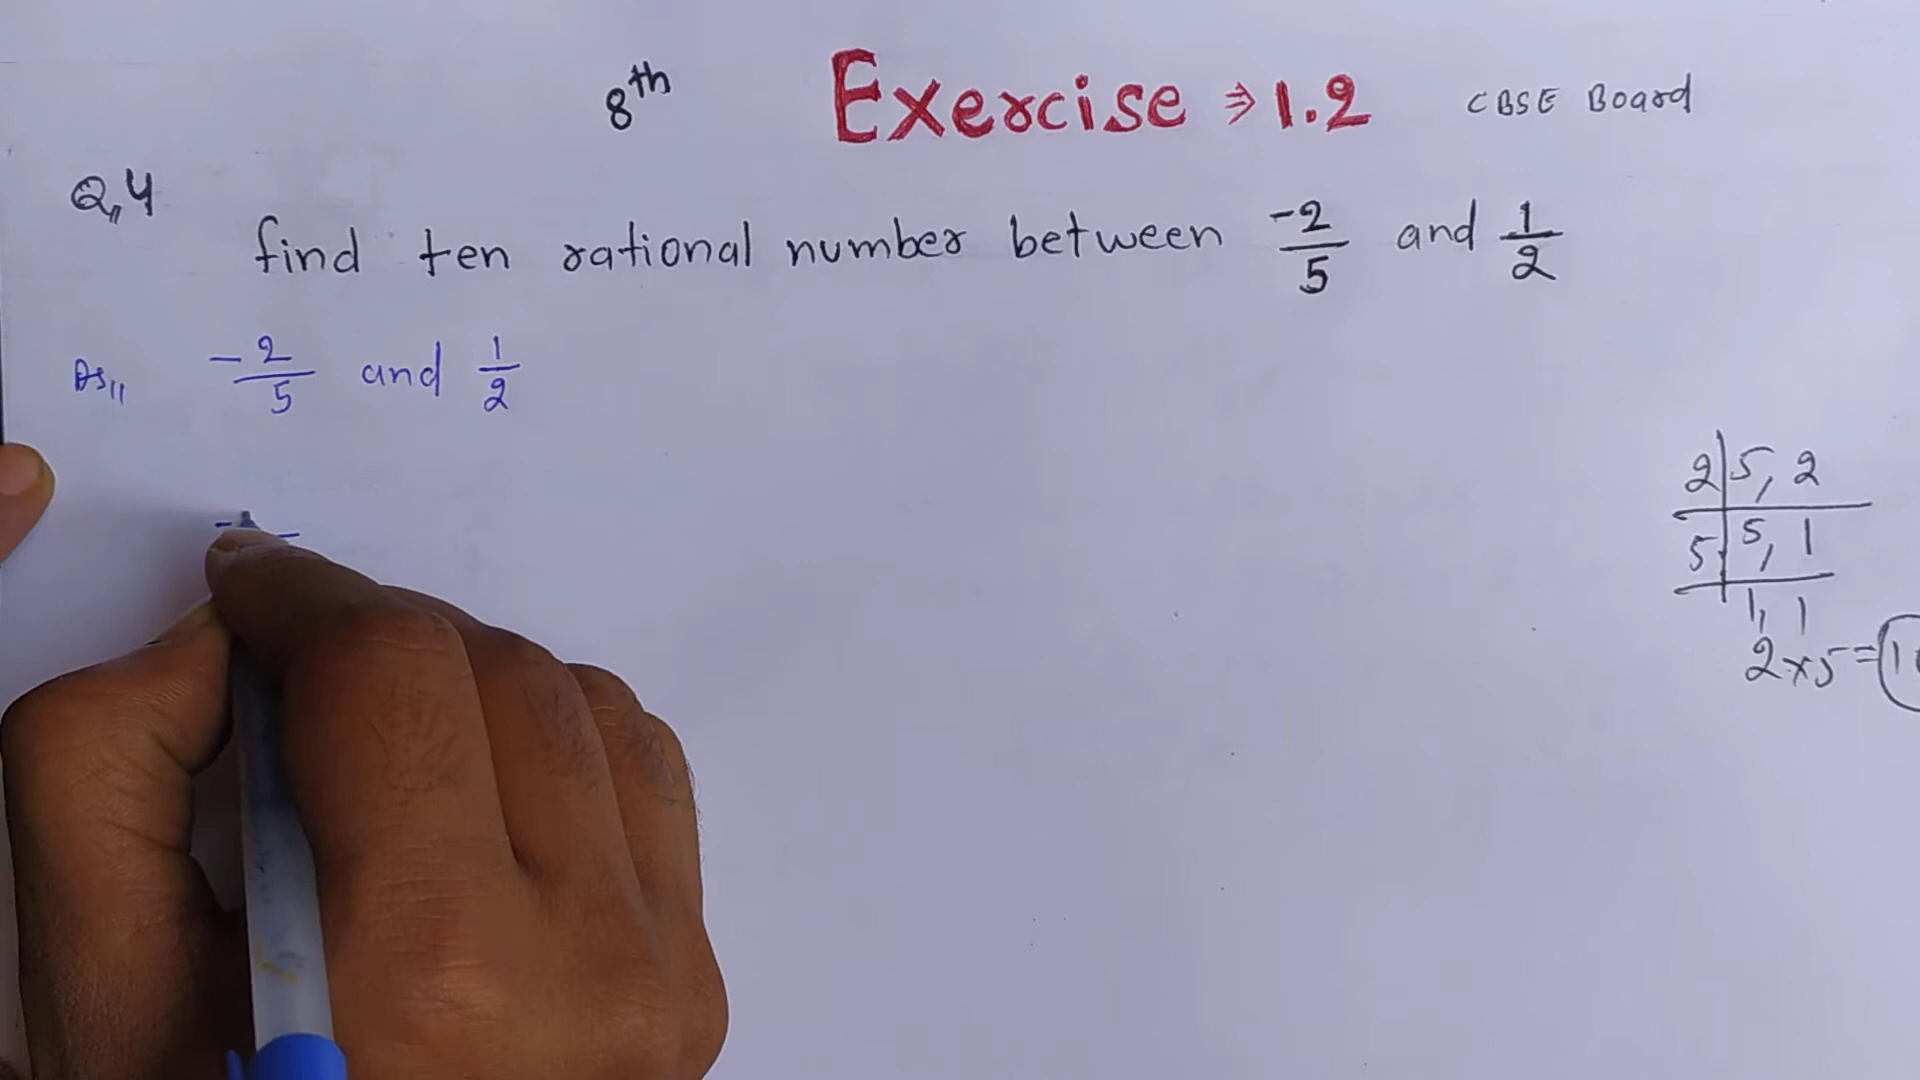 8th Exercise ⇒ 1.2 CBSE Board
Q,,4
find ten rational number between -2/5 and 1/2
As,, -2/5 and 1/2
2 | 5, 2
5 | 5, 1
1, 1
2×5=